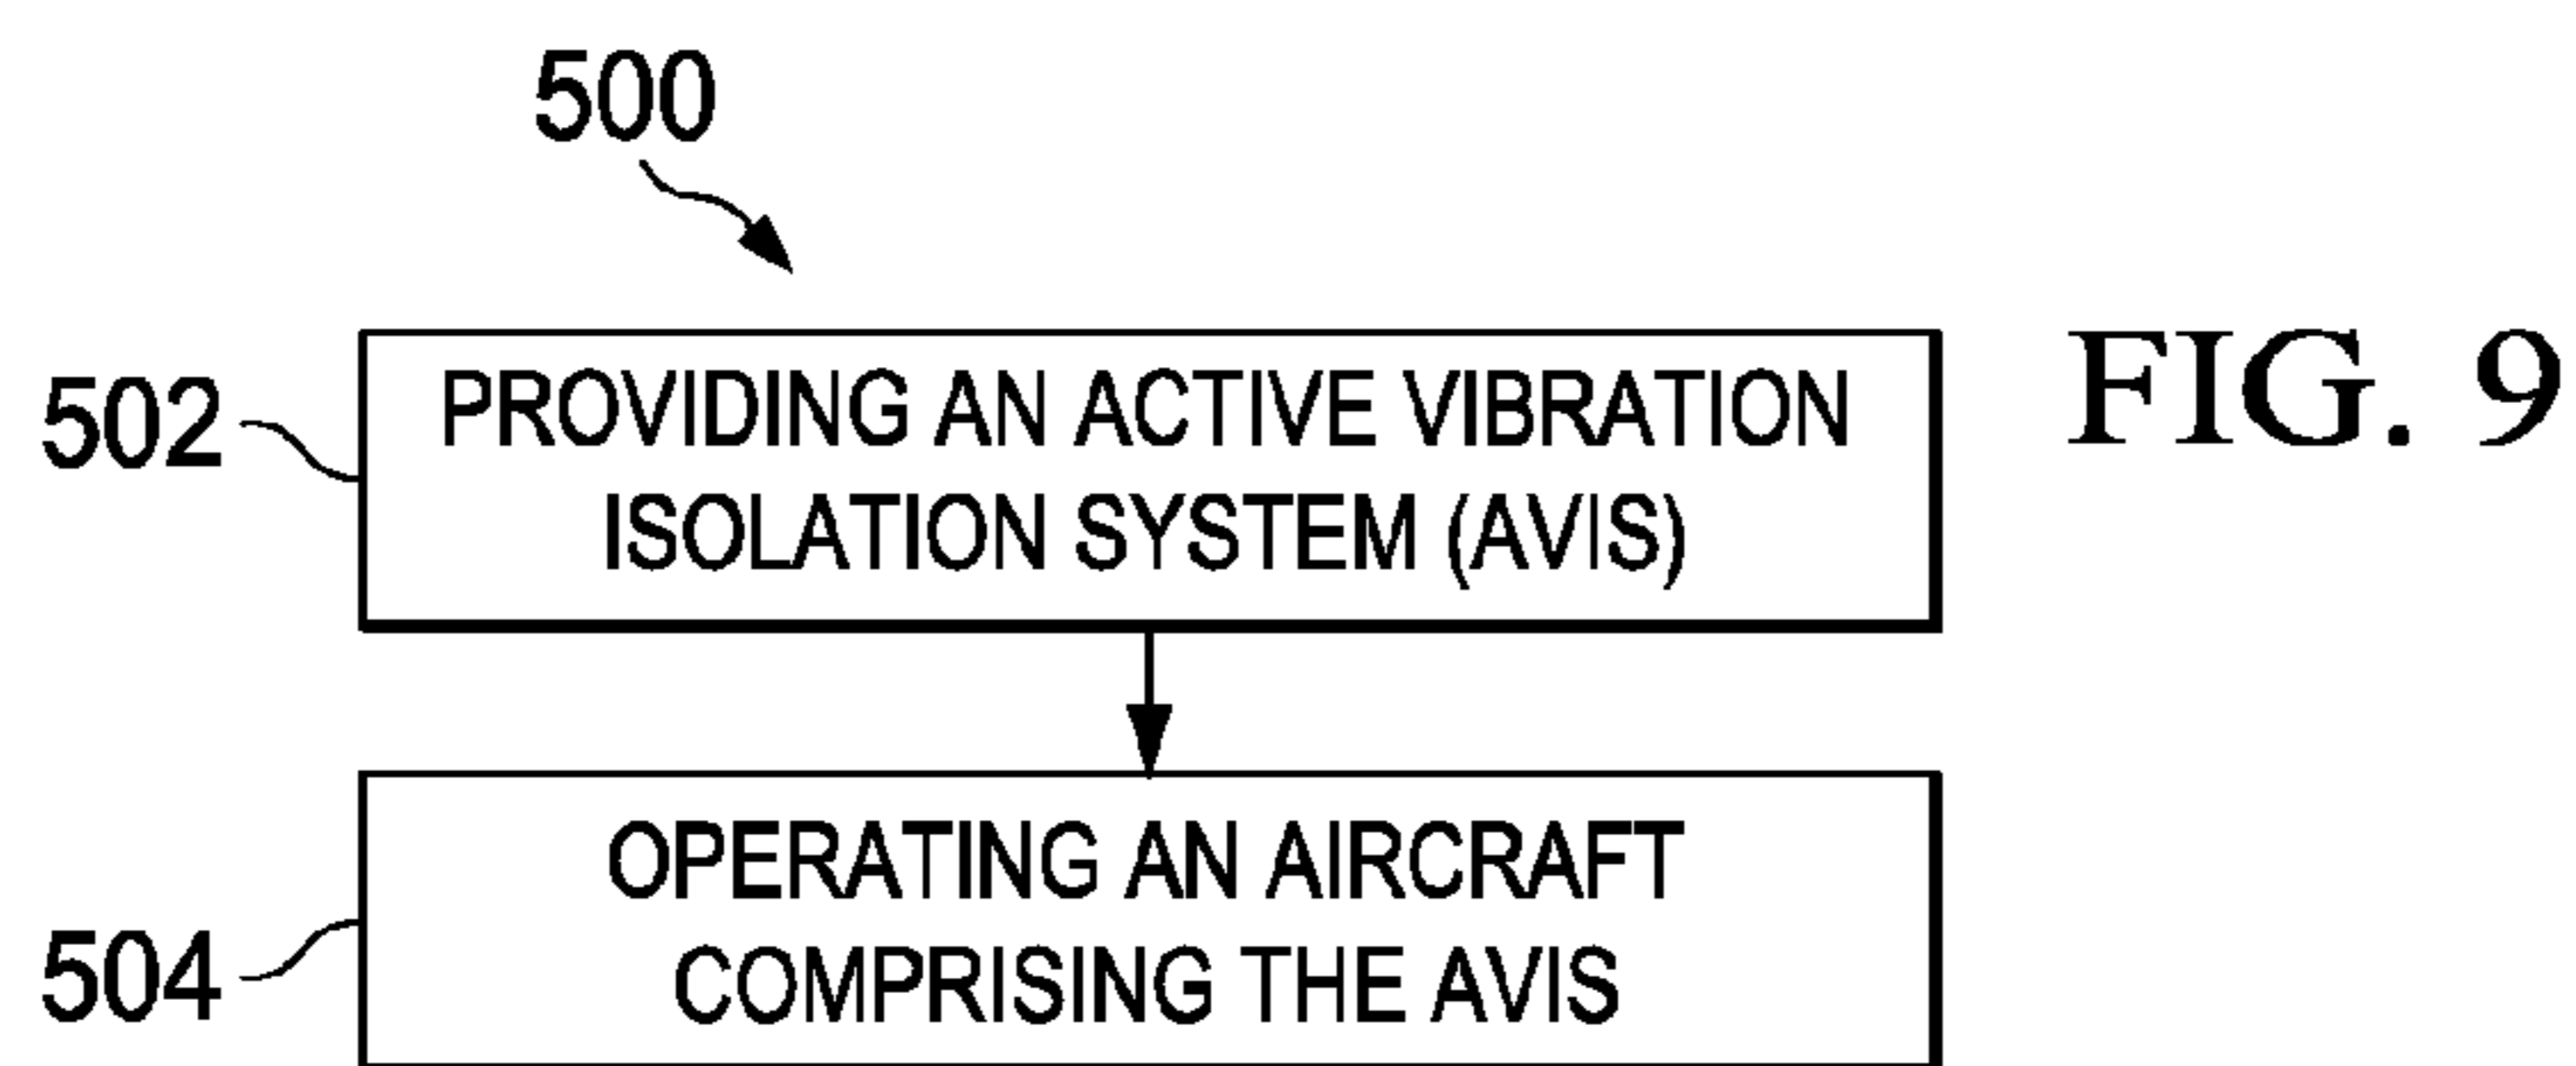 500
502
PROVIDING AN ACTIVE VIBRATION
ISOLATION SYSTEM (AVIS)
FIG. 9
504
OPERATING AN AIRCRAFT
COMPRISING THE AVIS